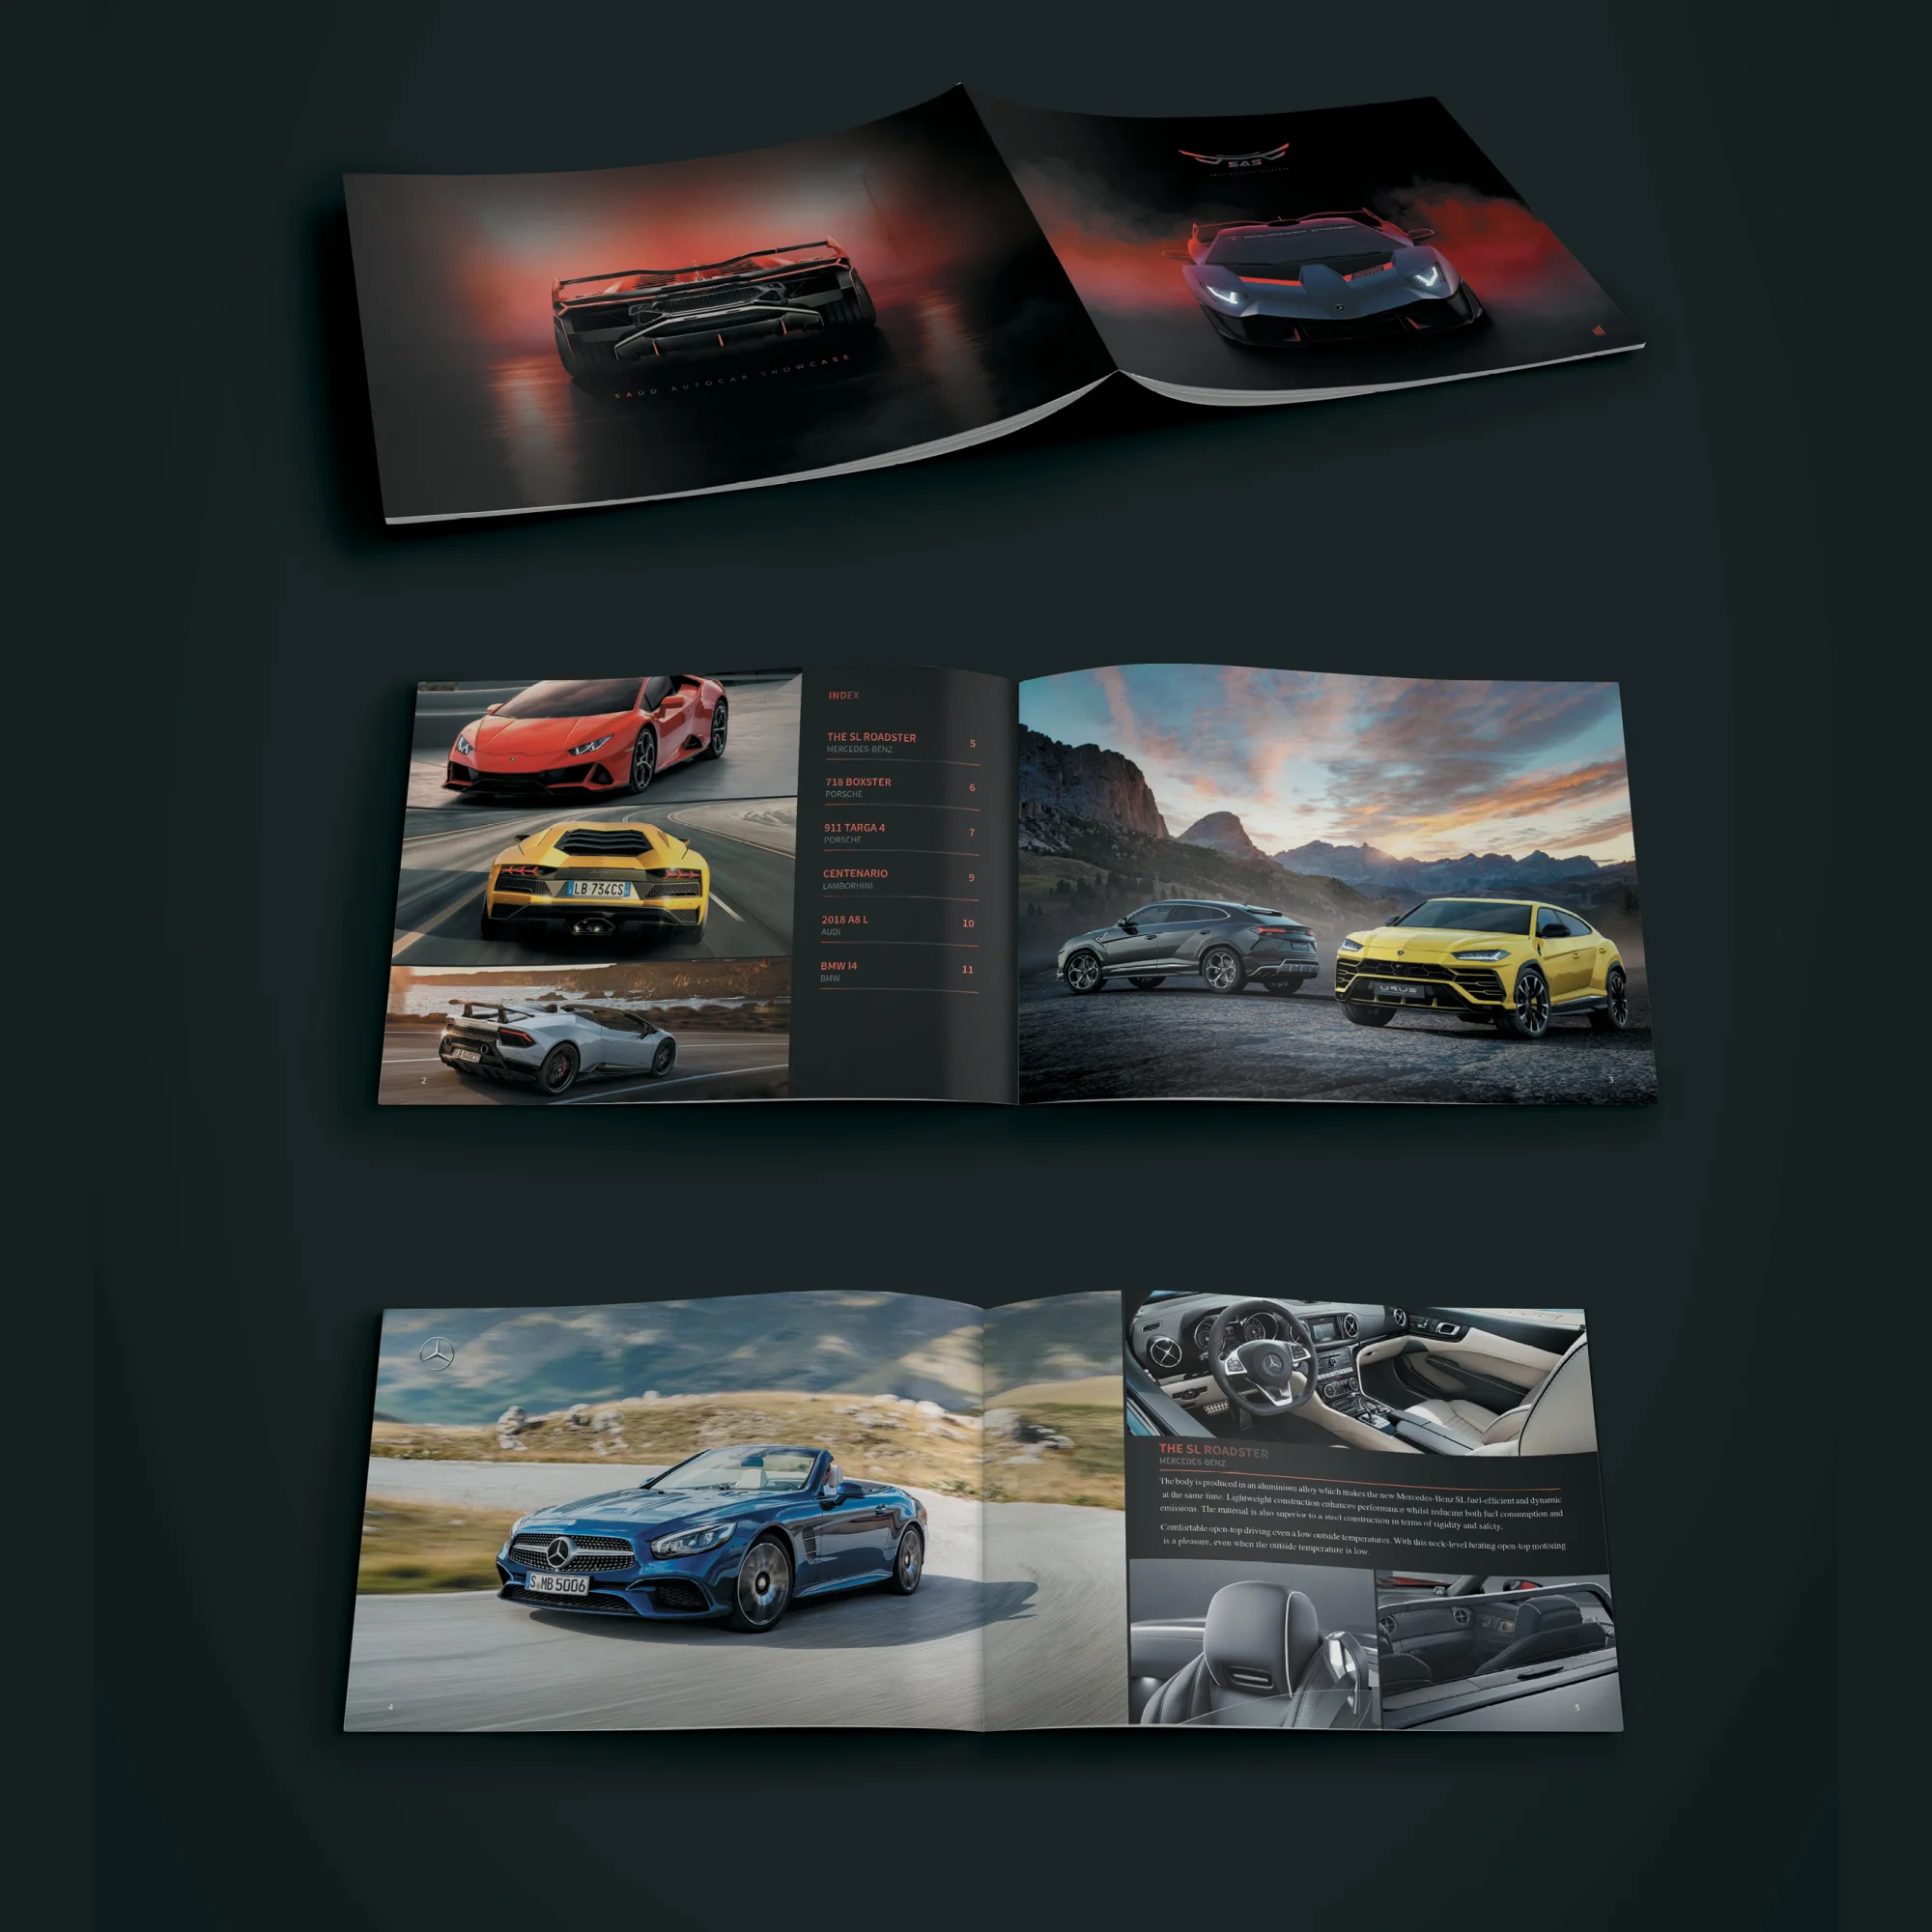 SAS
SAUD AUTOCAR SHOWCASE
INDEX
THE SL ROADSTER
MERCEDES-BENZ
5
718 BOXSTER
PORSCHE
6
911 TARGA 4
PORSCHE
7
CENTENARIO
LAMBORHINI
9
2018 A8 L
AUDI
10
BMW I4
BMW
11
LB 734CS
URUS
2
3
S MB 5006
THE SL ROADSTER
MERCEDES-BENZ
The body is produced in an aluminium alloy which makes the new Mercedes-Benz SL fuel-efficient and dynamic
at the same time. Lightweight construction enhances performance whilst reducing both fuel consumption and
emissions. The material is also superior to a steel construction in terms of rigidity and safety.
Comfortable open-top driving even a low outside temperatures. With this neck-level heating open-top motoring
is a pleasure, even when the outside temperature is low.
4
5